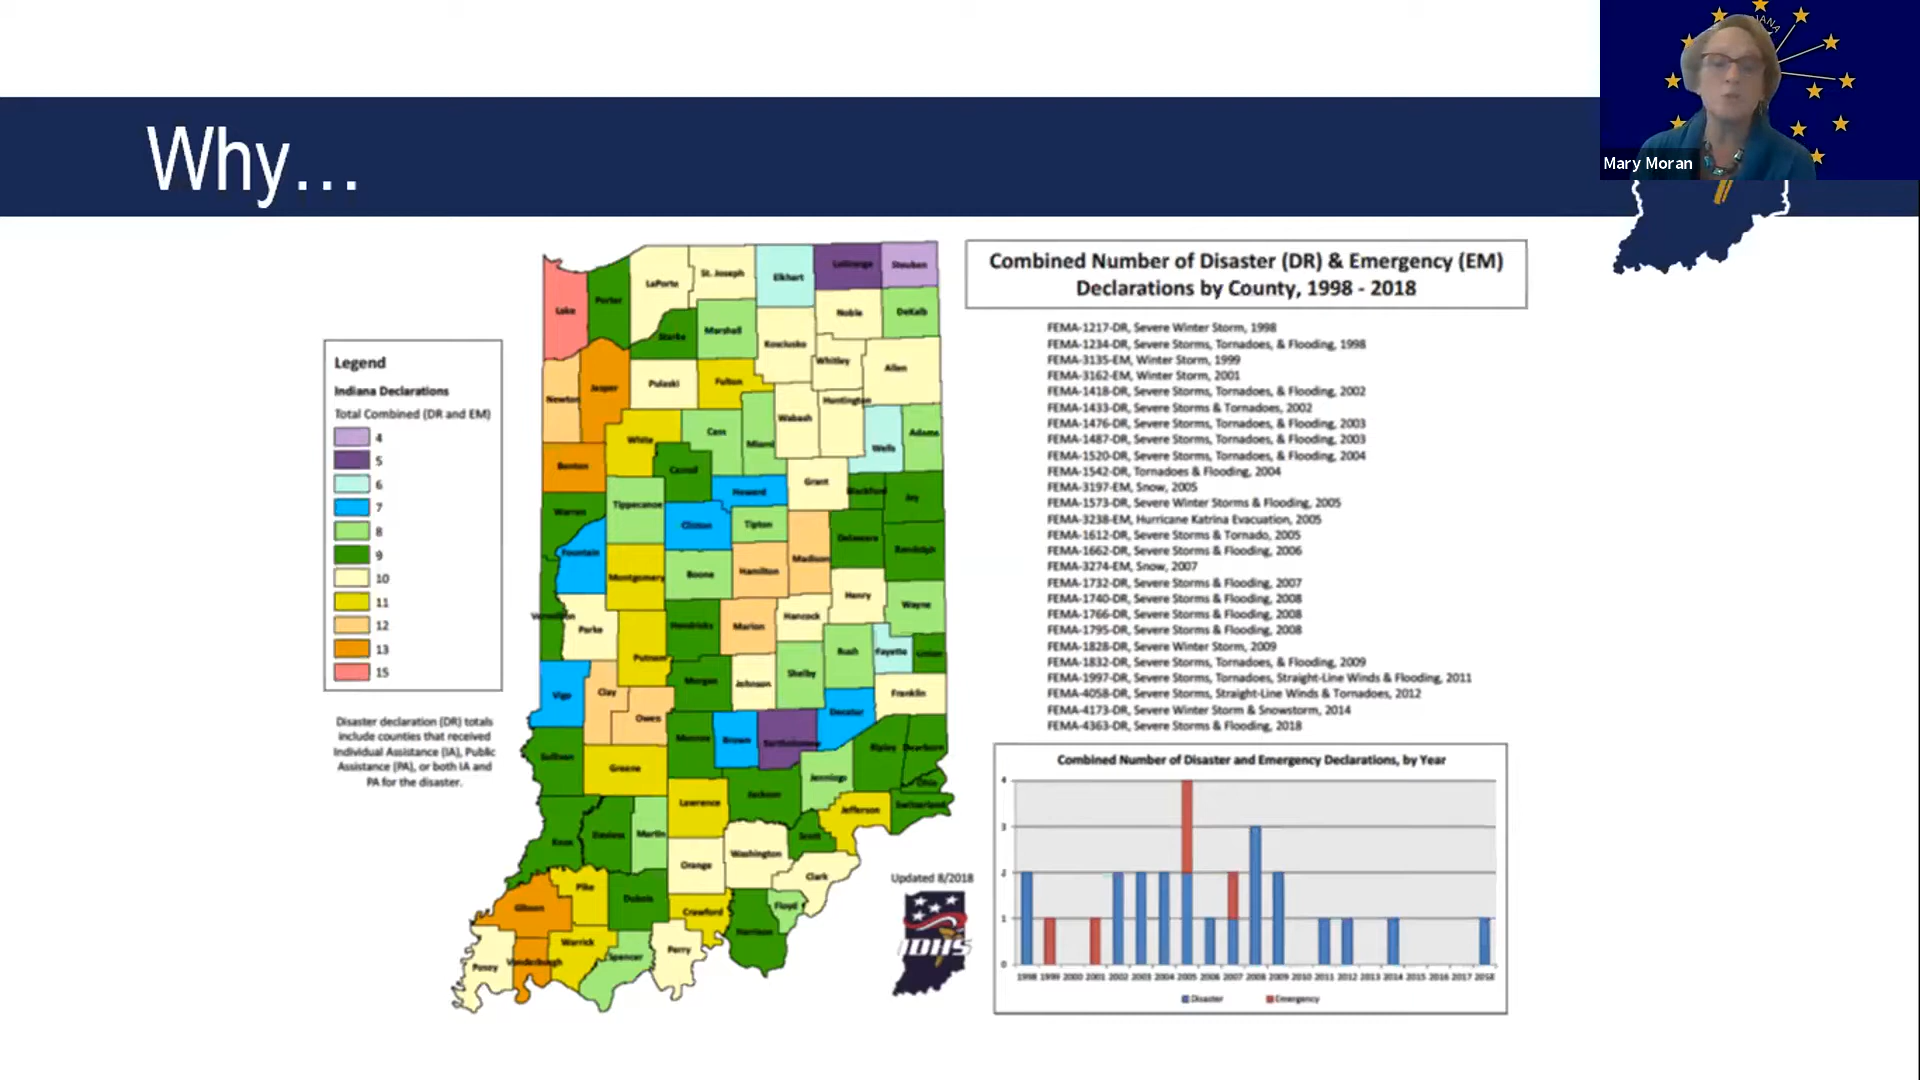 INDIANA
Mary Moran
Why...
Combined Number of Disaster (DR) & Emergency (EM)
Declarations by County, 1998 - 2018
FEMA-1217-DR, Severe Winter Storm, 1998
FEMA-1234-DR, Severe Storms, Tornadoes, & Flooding, 1998
FEMA-3135-EM, Winter Storm, 1999
FEMA-3162-EM, Winter Storm, 2001
FEMA-1418-DR, Severe Storms, Tornadoes, & Flooding, 2002
FEMA-1433-DR, Severe Storms & Tornadoes, 2002
FEMA-1476-DR, Severe Storms, Tornadoes, & Flooding, 2003
FEMA-1487-DR, Severe Storms, Tornadoes, & Flooding, 2003
FEMA-1520-DR, Severe Storms, Tornadoes, & Flooding, 2004
FEMA-1542-DR, Tornadoes & Flooding, 2004
FEMA-3197-EM, Snow, 2005
FEMA-1573-DR, Severe Winter Storms & Flooding, 2005
FEMA-3238-EM, Hurricane Katrina Evacuation, 2005
FEMA-1612-DR, Severe Storms & Tornado, 2005
FEMA-1662-DR, Severe Storms & Flooding, 2006
FEMA-3274-EM, Snow, 2007
FEMA-1732-DR, Severe Storms & Flooding, 2007
FEMA-1740-DR, Severe Storms & Flooding, 2008
FEMA-1766-DR, Severe Storms & Flooding, 2008
FEMA-1795-DR, Severe Storms & Flooding, 2008
FEMA-1828-DR, Severe Winter Storm, 2009
FEMA-1832-DR, Severe Storms, Tornadoes, & Flooding, 2009
FEMA-1997-DR, Severe Storms, Tornadoes, Straight-Line Winds & Flooding, 2011
FEMA-4058-DR, Severe Storms, Straight-Line Winds & Tornadoes, 2012
FEMA-4173-DR, Severe Winter Storm & Snowstorm, 2014
FEMA-4363-DR, Severe Storms & Flooding, 2018
Legend
Indiana Declarations
Total Combined (DR and EM)
4
5
6
7
8
9
10
11
12
13
15
Disaster declaration (DR) totals
include counties that received
Individual Assistance (IA), Public
Assistance (PA), or both IA and
PA for the disaster.
Lake
Porter
LaPorte
St. Joseph
Elkhart
LaGrange
Steuben
Starke
Marshall
Noble
DeKalb
Kosciusko
Whitley
Allen
Newton
Jasper
Pulaski
Fulton
Wabash
Huntington
Benton
White
Cass
Miami
Wells
Adams
Carroll
Grant
Blackford
Jay
Warren
Tippecanoe
Howard
Clinton
Tipton
Madison
Delaware
Randolph
Fountain
Montgomery
Boone
Hamilton
Henry
Wayne
Vermillion
Parke
Hendricks
Marion
Hancock
Putnam
Rush
Fayette
Union
Vigo
Clay
Morgan
Johnson
Shelby
Franklin
Owen
Decatur
Sullivan
Greene
Monroe
Brown
Bartholomew
Ripley
Dearborn
Jennings
Ohio
Lawrence
Jackson
Jefferson
Switzerland
Knox
Daviess
Martin
Scott
Orange
Washington
Clark
Gibson
Pike
Dubois
Crawford
Harrison
Floyd
Posey
Vanderburgh
Warrick
Spencer
Perry
Updated 8/2018
IDHS
Combined Number of Disaster and Emergency Declarations, by Year
4
3
2
1
0
1998 1999 2000 2001 2002 2003 2004 2005 2006 2007 2008 2009 2010 2011 2012 2013 2014 2015 2016 2017 2018
Disaster Emergency